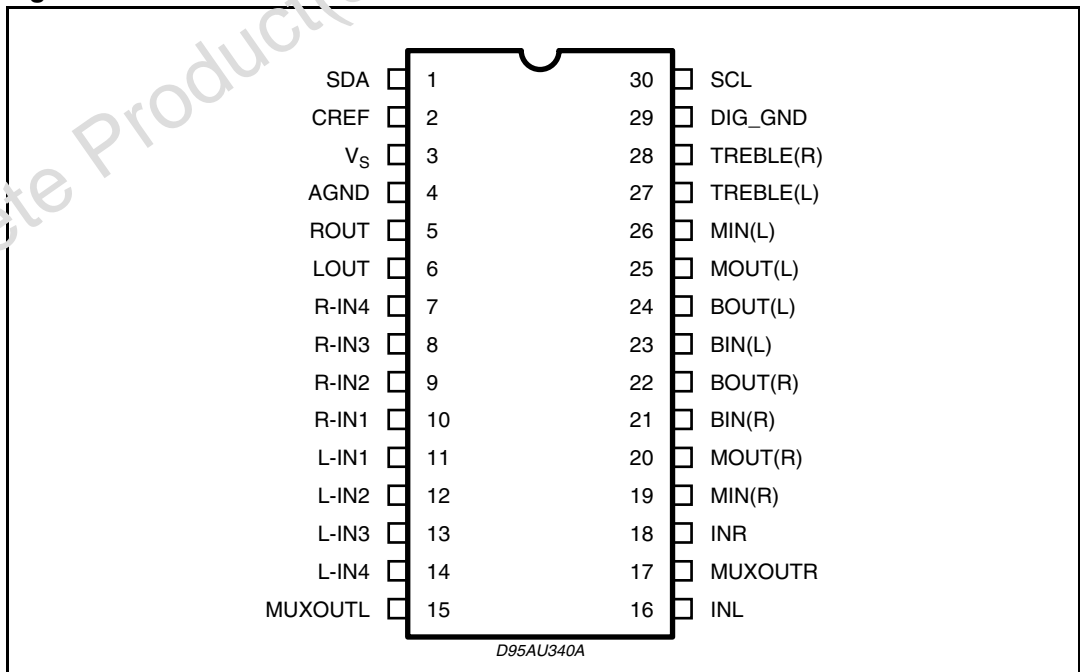 ete Product(
SDA 1 30 SCL
CREF 2 29 DIG_GND
VS 3 28 TREBLE(R)
AGND 4 27 TREBLE(L)
ROUT 5 26 MIN(L)
LOUT 6 25 MOUT(L)
R-IN4 7 24 BOUT(L)
R-IN3 8 23 BIN(L)
R-IN2 9 22 BOUT(R)
R-IN1 10 21 BIN(R)
L-IN1 11 20 MOUT(R)
L-IN2 12 19 MIN(R)
L-IN3 13 18 INR
L-IN4 14 17 MUXOUTR
MUXOUTL 15 16 INL
D95AU340A